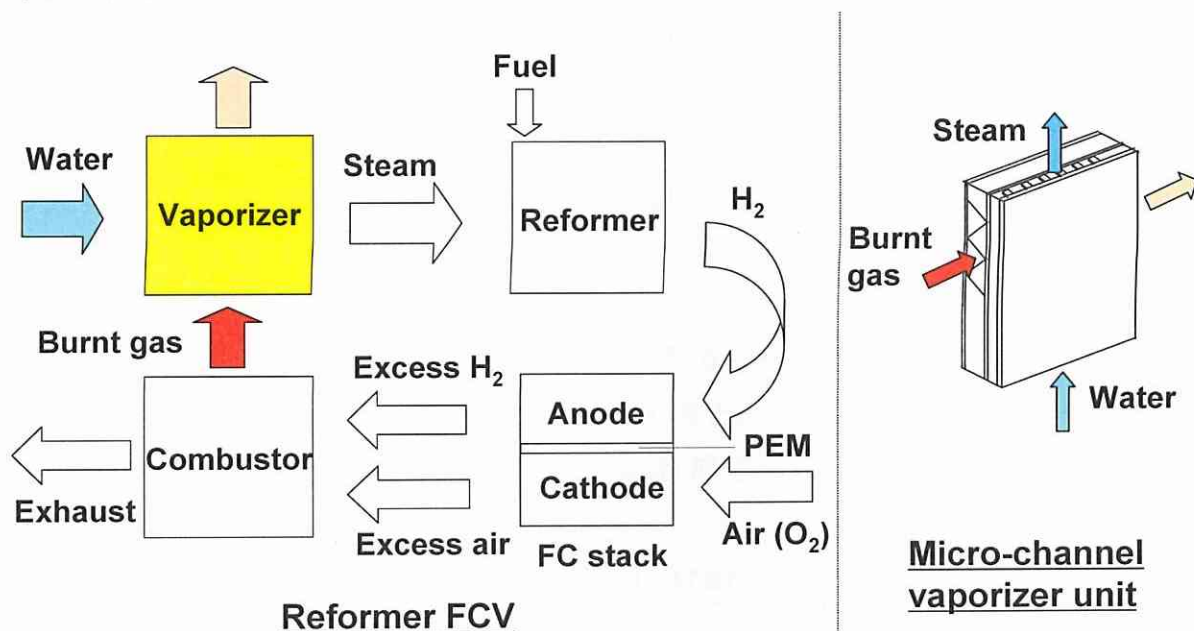 Fuel
Water
Steam
Vaporizer
Reformer
H₂
Burnt gas
Excess H₂
Anode
PEM
Combustor
Cathode
Exhaust
Excess air
Air (O₂)
FC stack
Reformer FCV
Steam
Burnt
gas
Water
Micro-channel
vaporizer unit